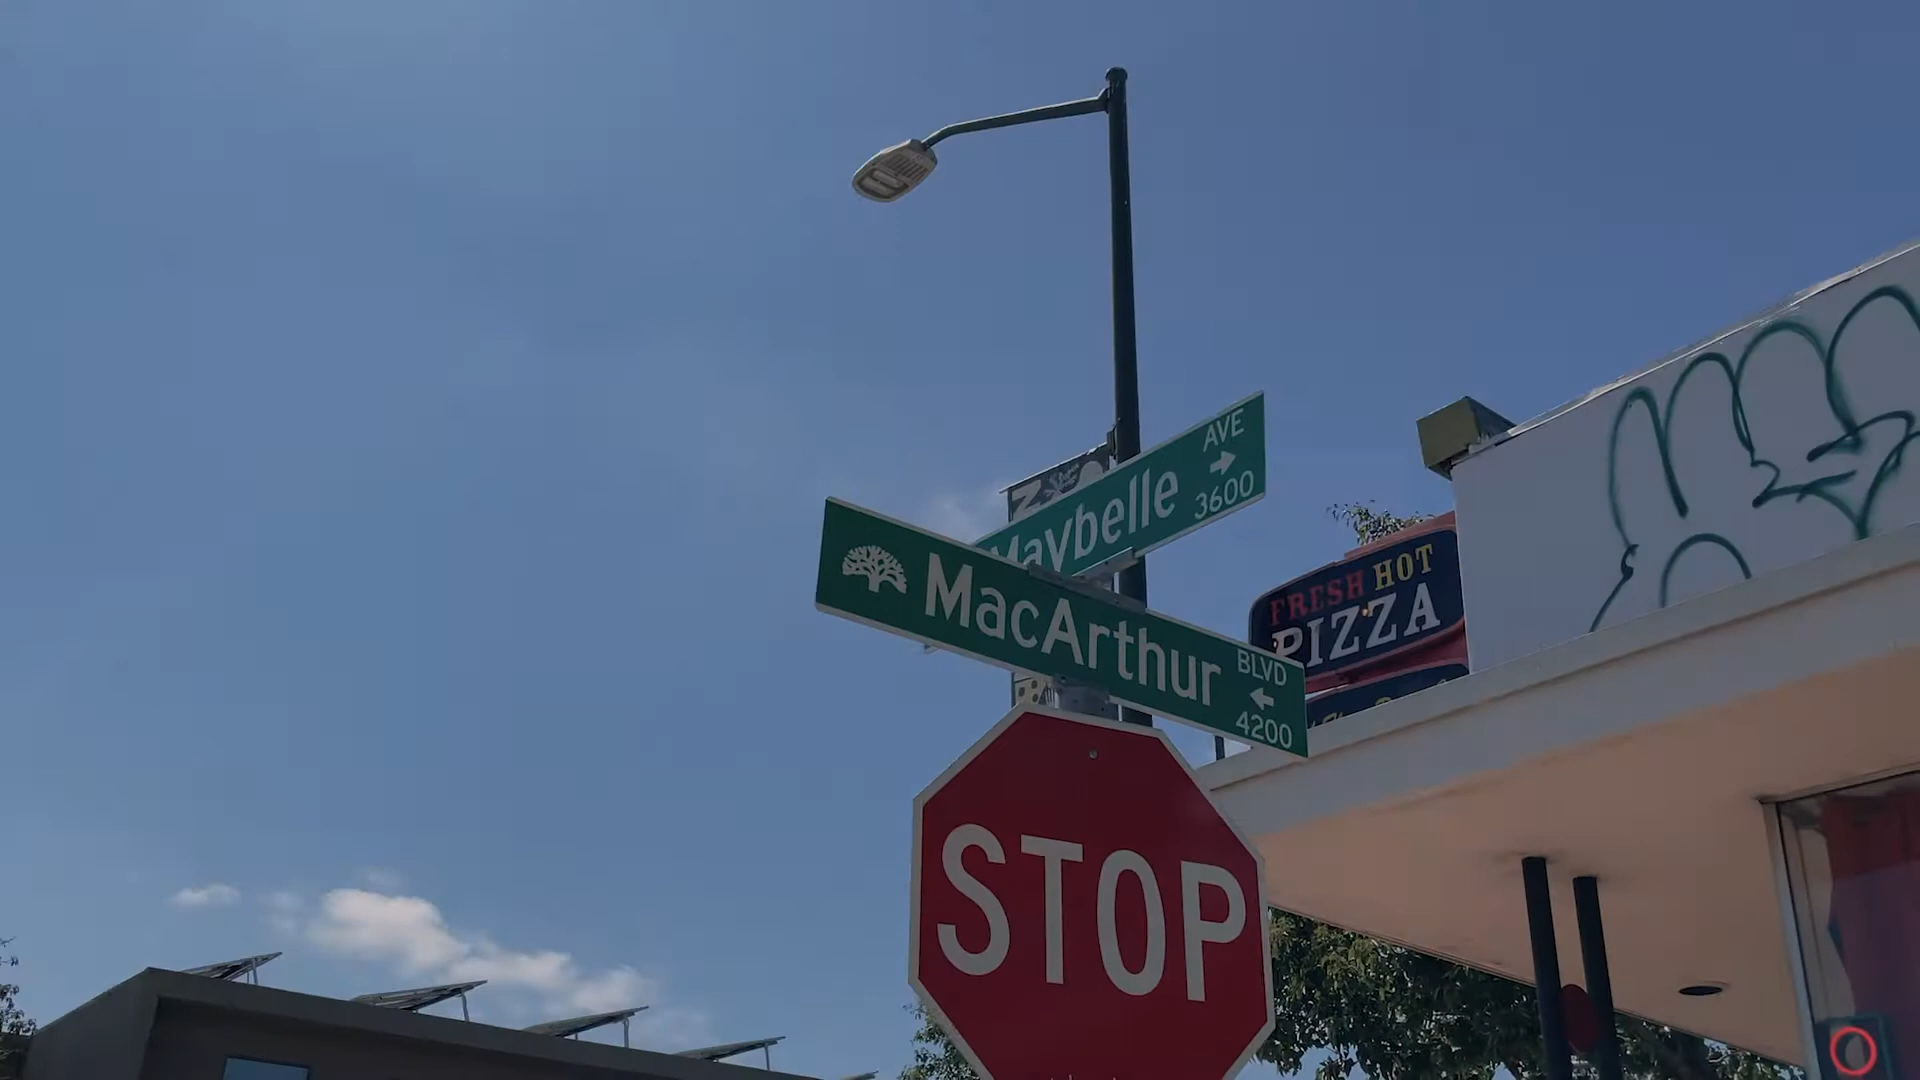 Maybelle
AVE
3600
MacArthur
BLVD
4200
STOP
FRESH HOT
PIZZA